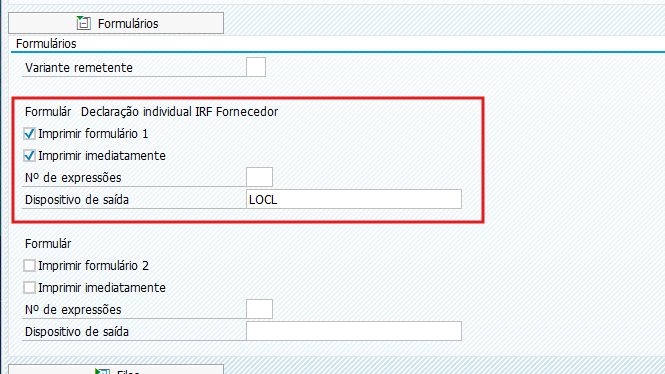 Formulários
Formulários
Variante remetente
Formulár Declaração individual IRF Fornecedor
Imprimir formulário 1
Imprimir imediatamente
Nº de expressões
Dispositivo de saída LOCL
Formulár
Imprimir formulário 2
Imprimir imediatamente
Nº de expressões
Dispositivo de saída